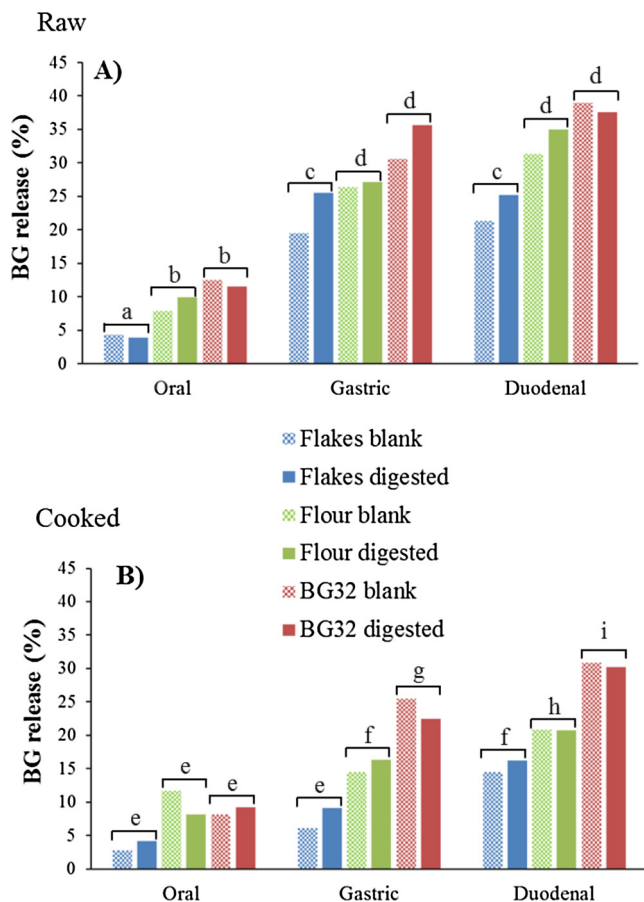 Raw
A)
45
40
35
30
25
20
15
10
5
0
BG release (%)
a b b
c d d
c d d
Oral Gastric Duodenal
Flakes blank
Flakes digested
Flour blank
Flour digested
BG32 blank
BG32 digested
Cooked
B)
45
40
35
30
25
20
15
10
5
0
BG release (%)
e e e
e f g
f h i
Oral Gastric Duodenal